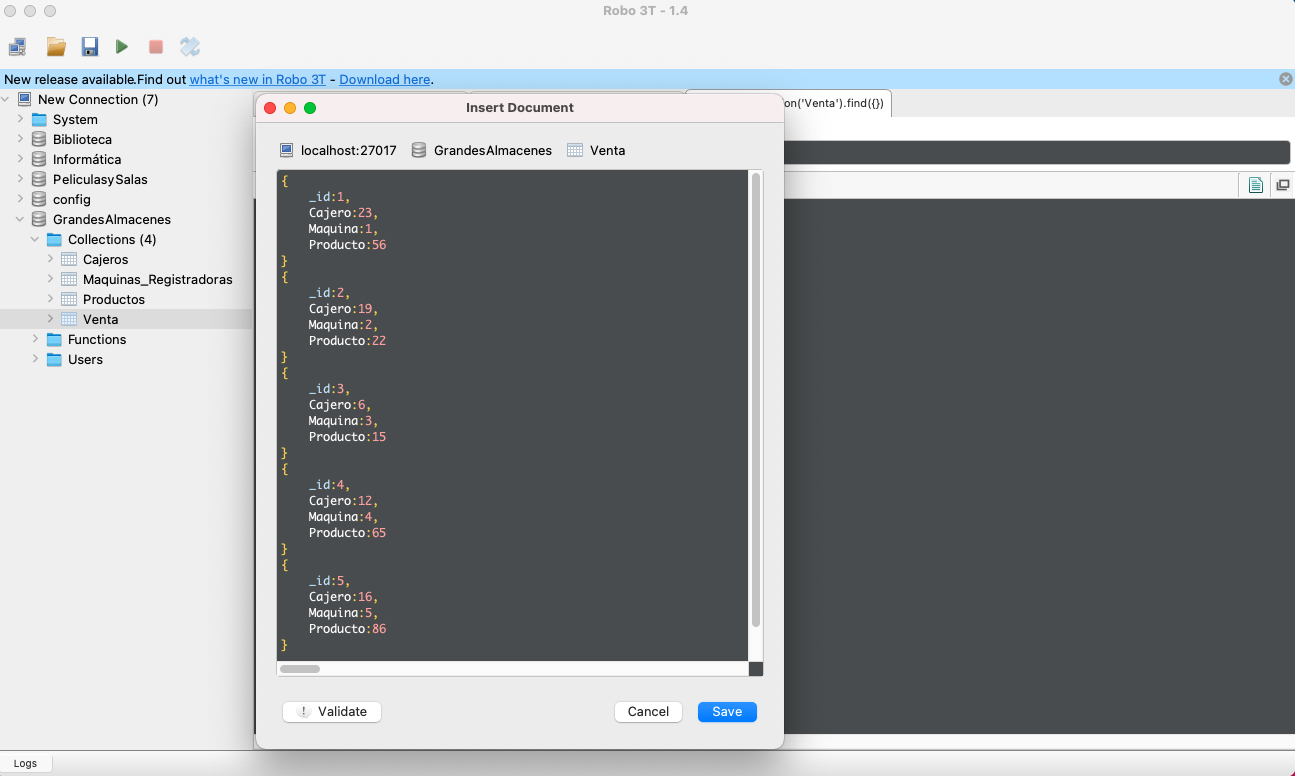 Robo 3T - 1.4
New release available.Find out what's new in Robo 3T - Download here.
New Connection (7)
System
Biblioteca
Informática
PeliculasySalas
config
GrandesAlmacenes
Collections (4)
Cajeros
Maquinas_Registradoras
Productos
Venta
Functions
Users
on('Venta').find({})
Insert Document
localhost:27017 GrandesAlmacenes Venta
{
_id:1,
Cajero:23,
Maquina:1,
Producto:56
}
{
_id:2,
Cajero:19,
Maquina:2,
Producto:22
}
{
_id:3,
Cajero:6,
Maquina:3,
Producto:15
}
{
_id:4,
Cajero:12,
Maquina:4,
Producto:65
}
{
_id:5,
Cajero:16,
Maquina:5,
Producto:86
}
! Validate Cancel Save
Logs